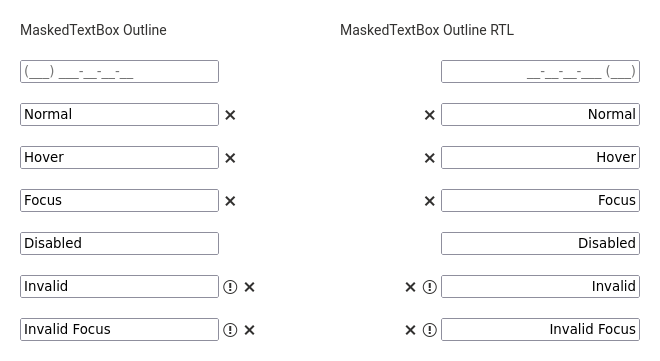 MaskedTextBox Outline
(___) ___-__-__-__
Normal
Hover
Focus
Disabled
Invalid
Invalid Focus
MaskedTextBox Outline RTL
__-__-__-___ (___)
Normal
Hover
Focus
Disabled
Invalid
Invalid Focus